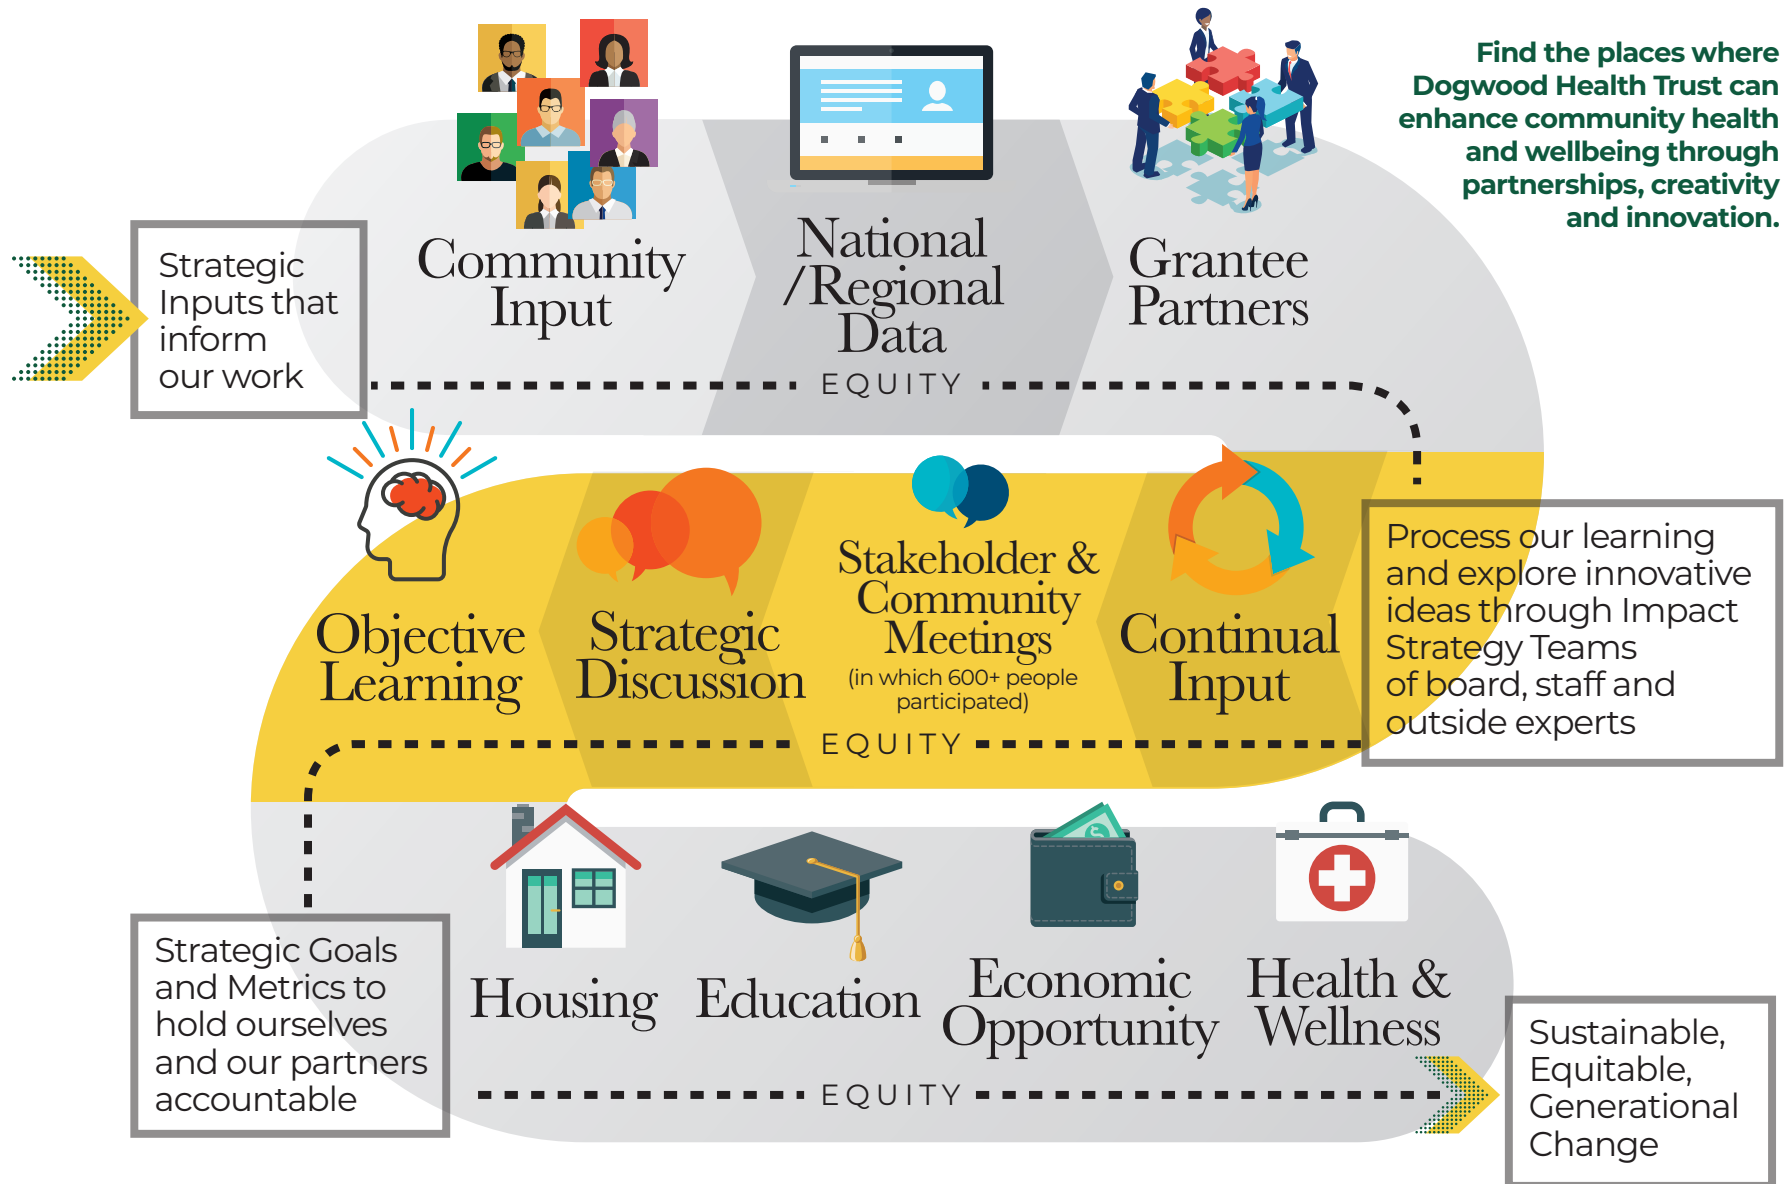 Find the places where
Dogwood Health Trust can
enhance community health
and wellbeing through
partnerships, creativity
and innovation.
Strategic
Inputs that
inform
our work
Community
Input
National
/Regional
Data
Grantee
Partners
EQUITY
Process our learning
and explore innovative
ideas through Impact
Strategy Teams
of board, staff and
outside experts
Continual
Input
Stakeholder &
Community
Meetings
(in which 600+ people
participated)
Strategic
Discussion
Objective
Learning
EQUITY
Strategic Goals
and Metrics to
hold ourselves
and our partners
accountable
Housing
Education
Economic
Opportunity
Health &
Wellness
EQUITY
Sustainable,
Equitable,
Generational
Change